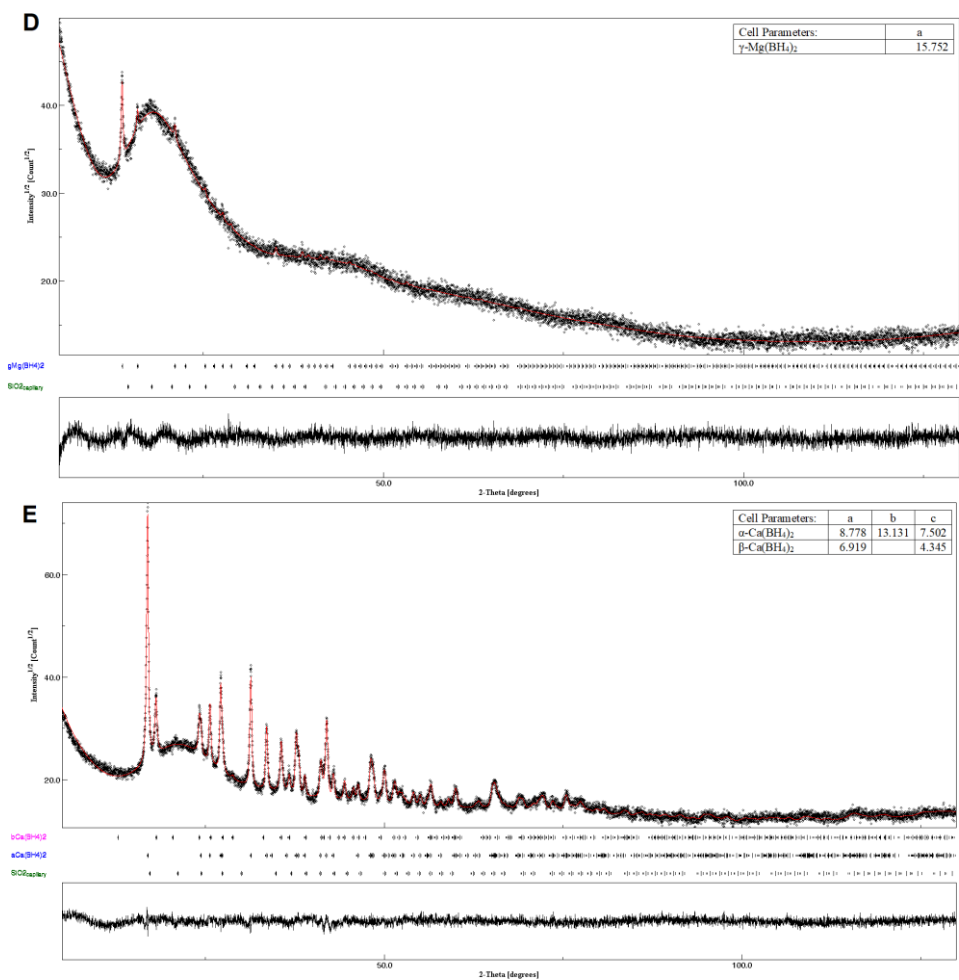 D
Cell Parameters: a
γ-Mg(BH₄)₂ 15.752
Intensity^1/2 [Count^1/2]
40.0
30.0
20.0
gMg(BH4)2
SiO2capillary
50.0 100.0
2-Theta [degrees]
E
Cell Parameters: a b c
α-Ca(BH₄)₂ 8.778 13.131 7.502
β-Ca(BH₄)₂ 6.919 4.345
Intensity^1/2 [Count^1/2]
60.0
40.0
20.0
bCa(BH4)2
aCa(BH4)2
SiO2capillary
50.0 100.0
2-Theta [degrees]